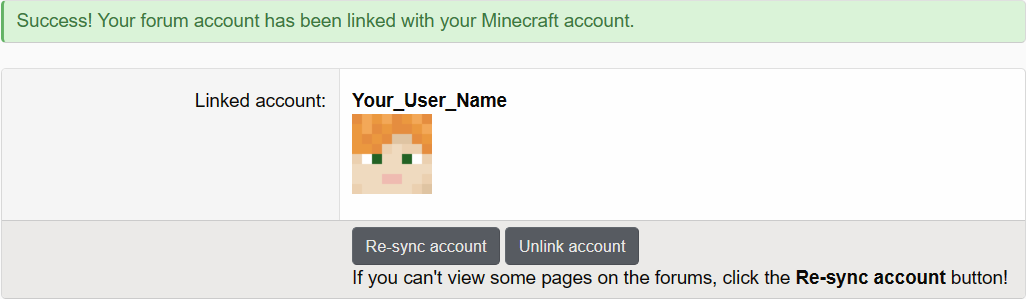 Success! Your forum account has been linked with your Minecraft account.
Linked account:
Your_User_Name
Re-sync account
Unlink account
If you can't view some pages on the forums, click the Re-sync account button!